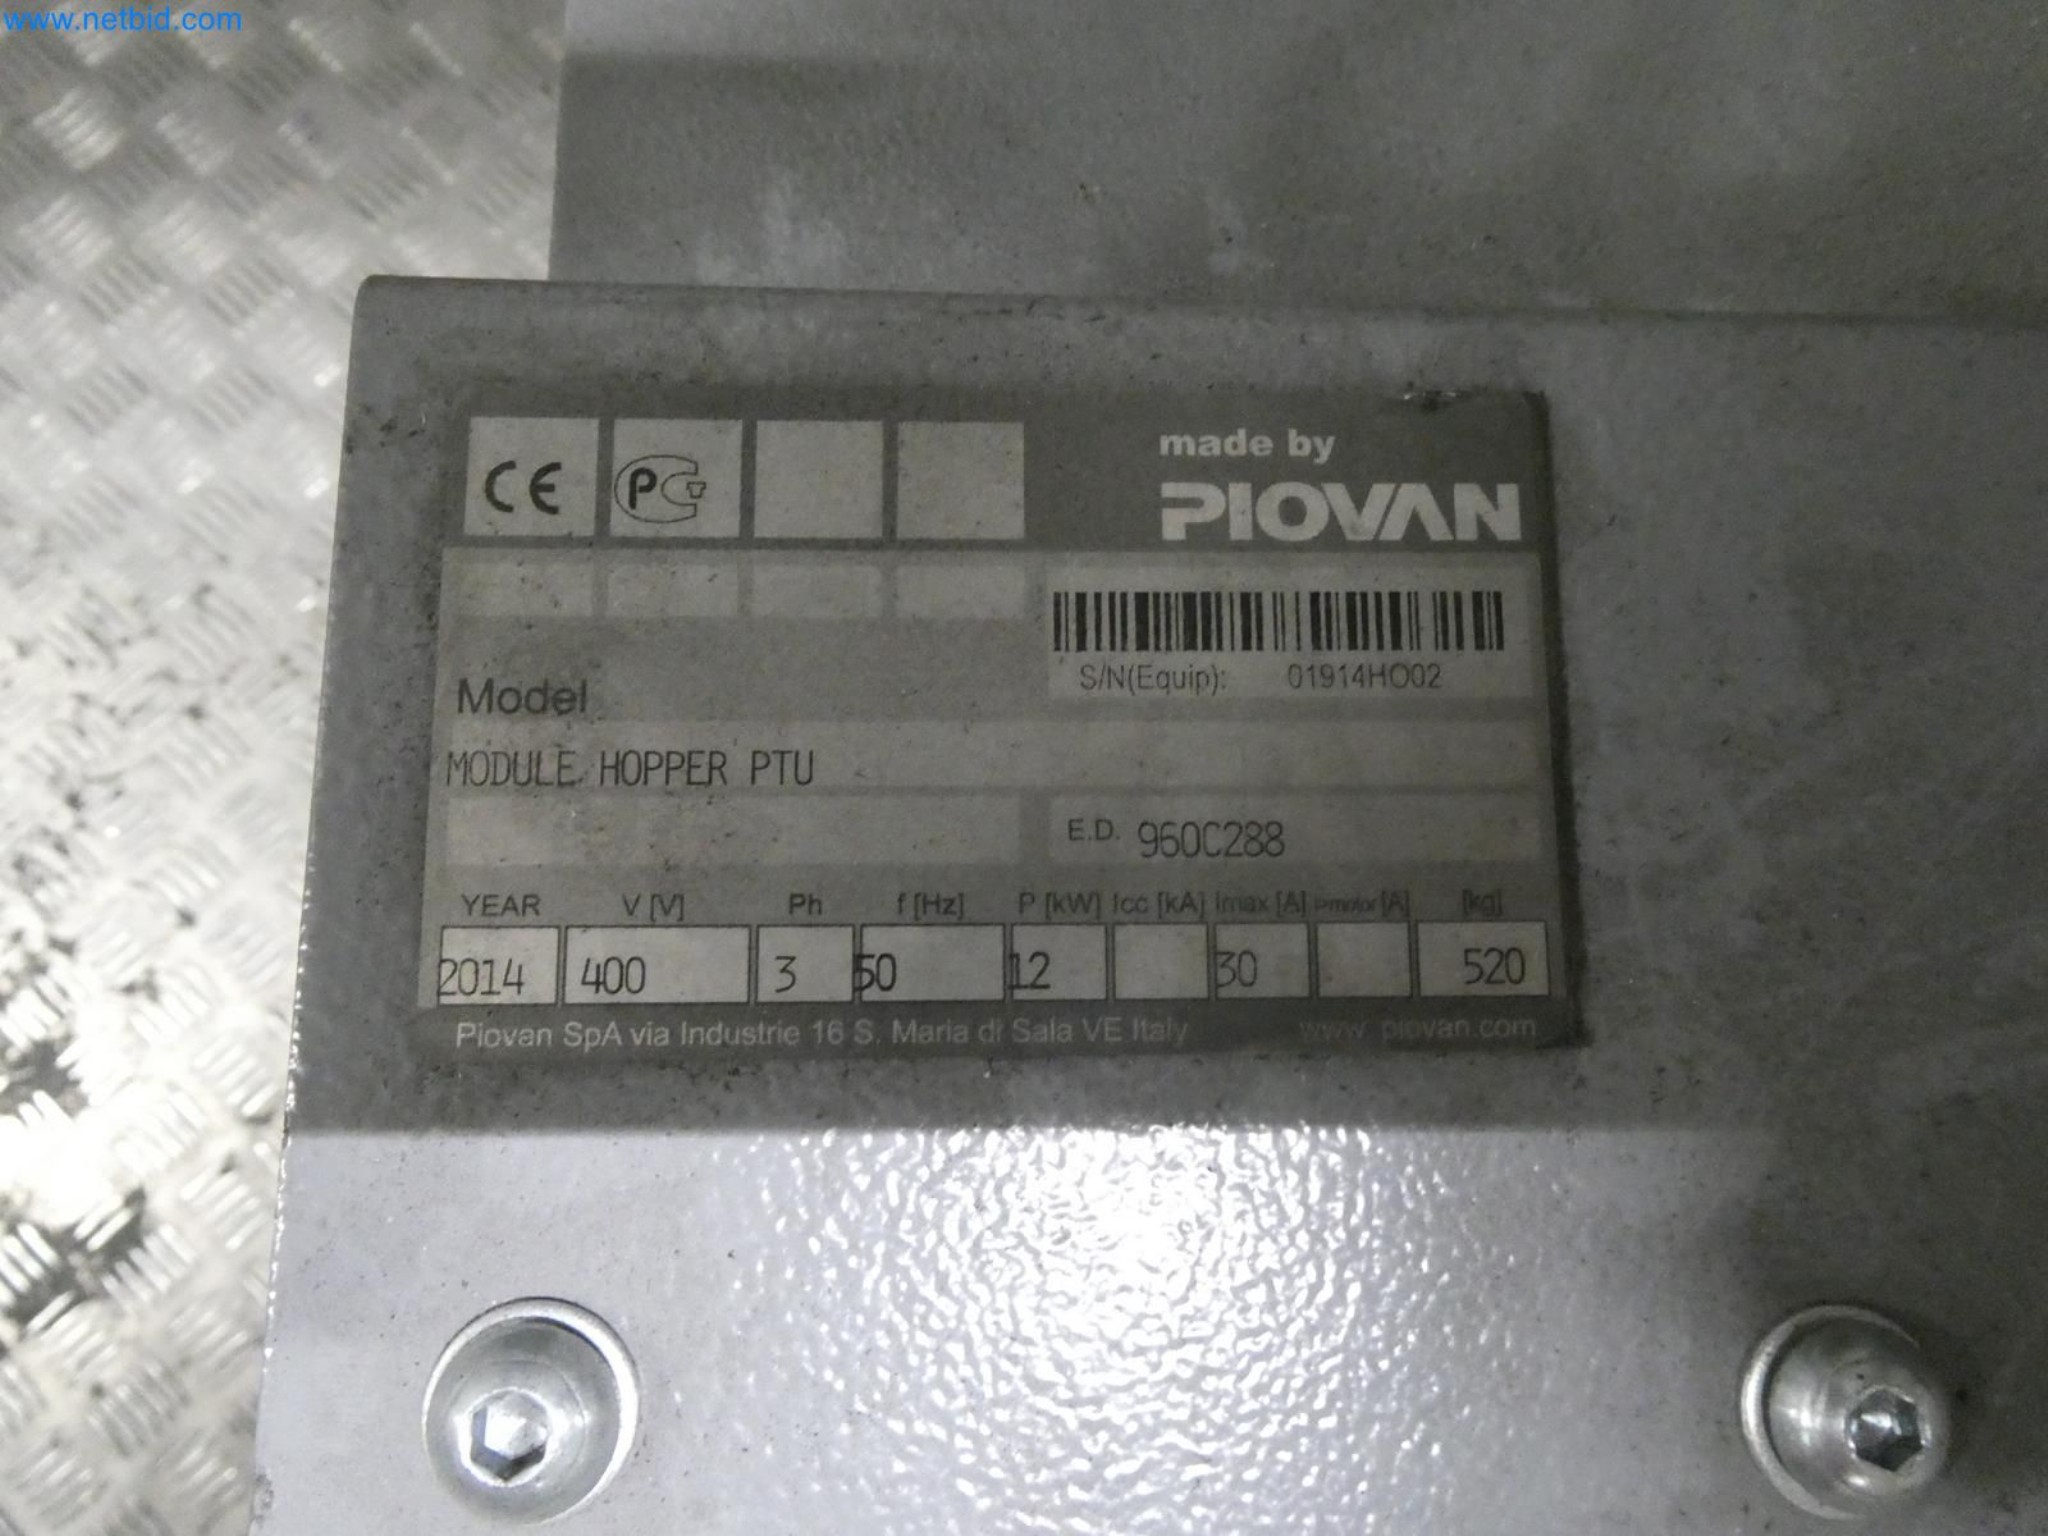 www.netbid.com
CE PCT
made by
PIOVAN
S/N(Equip): 01914HO02
Model
MODULE HOPPER PTU
E.D. 960C288
YEAR V [V] Ph f [Hz] P [kW] Icc [kA] Imax [A] [A] [kg]
2014 400 3 50 12 30 520
Piovan SpA via Industrie 16 S. Maria di Sala VE Italy www.piovan.com